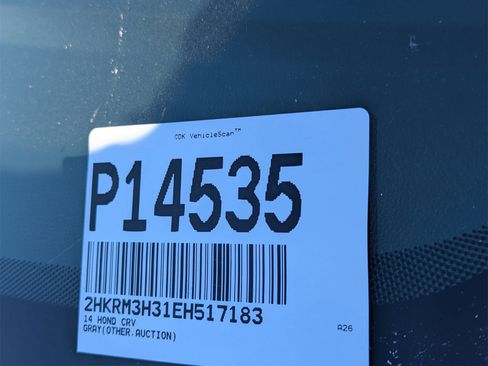 CDK VehicleScan™
P14535
2HKRM3H31EH517183
14 HOND CRV
GRAY(OTHER.AUCTION)
A26